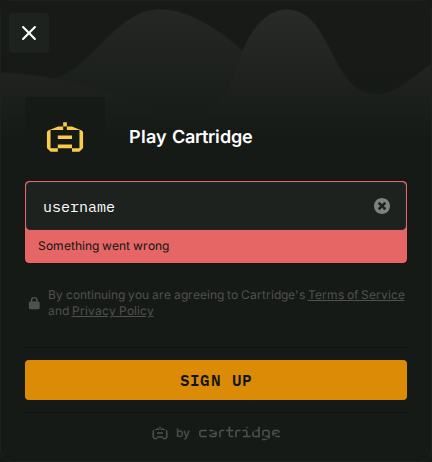 Play Cartridge
username
Something went wrong
By continuing you are agreeing to Cartridge's Terms of Service
and Privacy Policy
SIGN UP
by cartridge